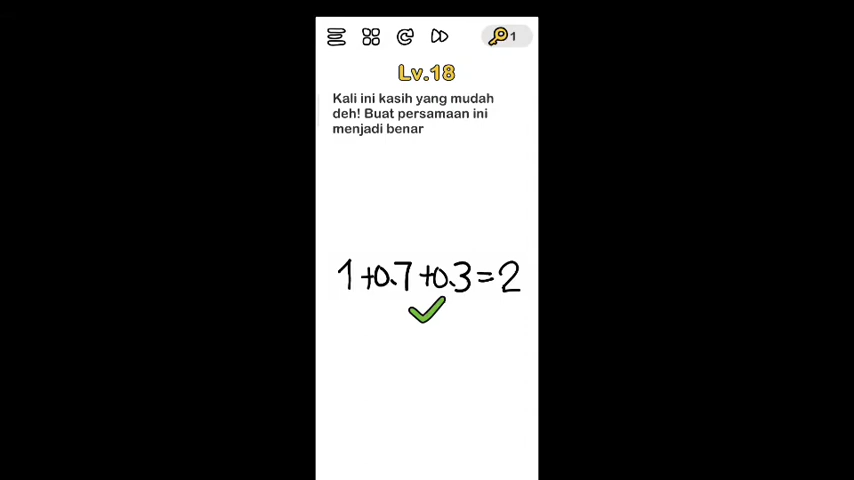 1
Lv.18
Kali ini kasih yang mudah
deh! Buat persamaan ini
menjadi benar
1+0.7+0.3=2